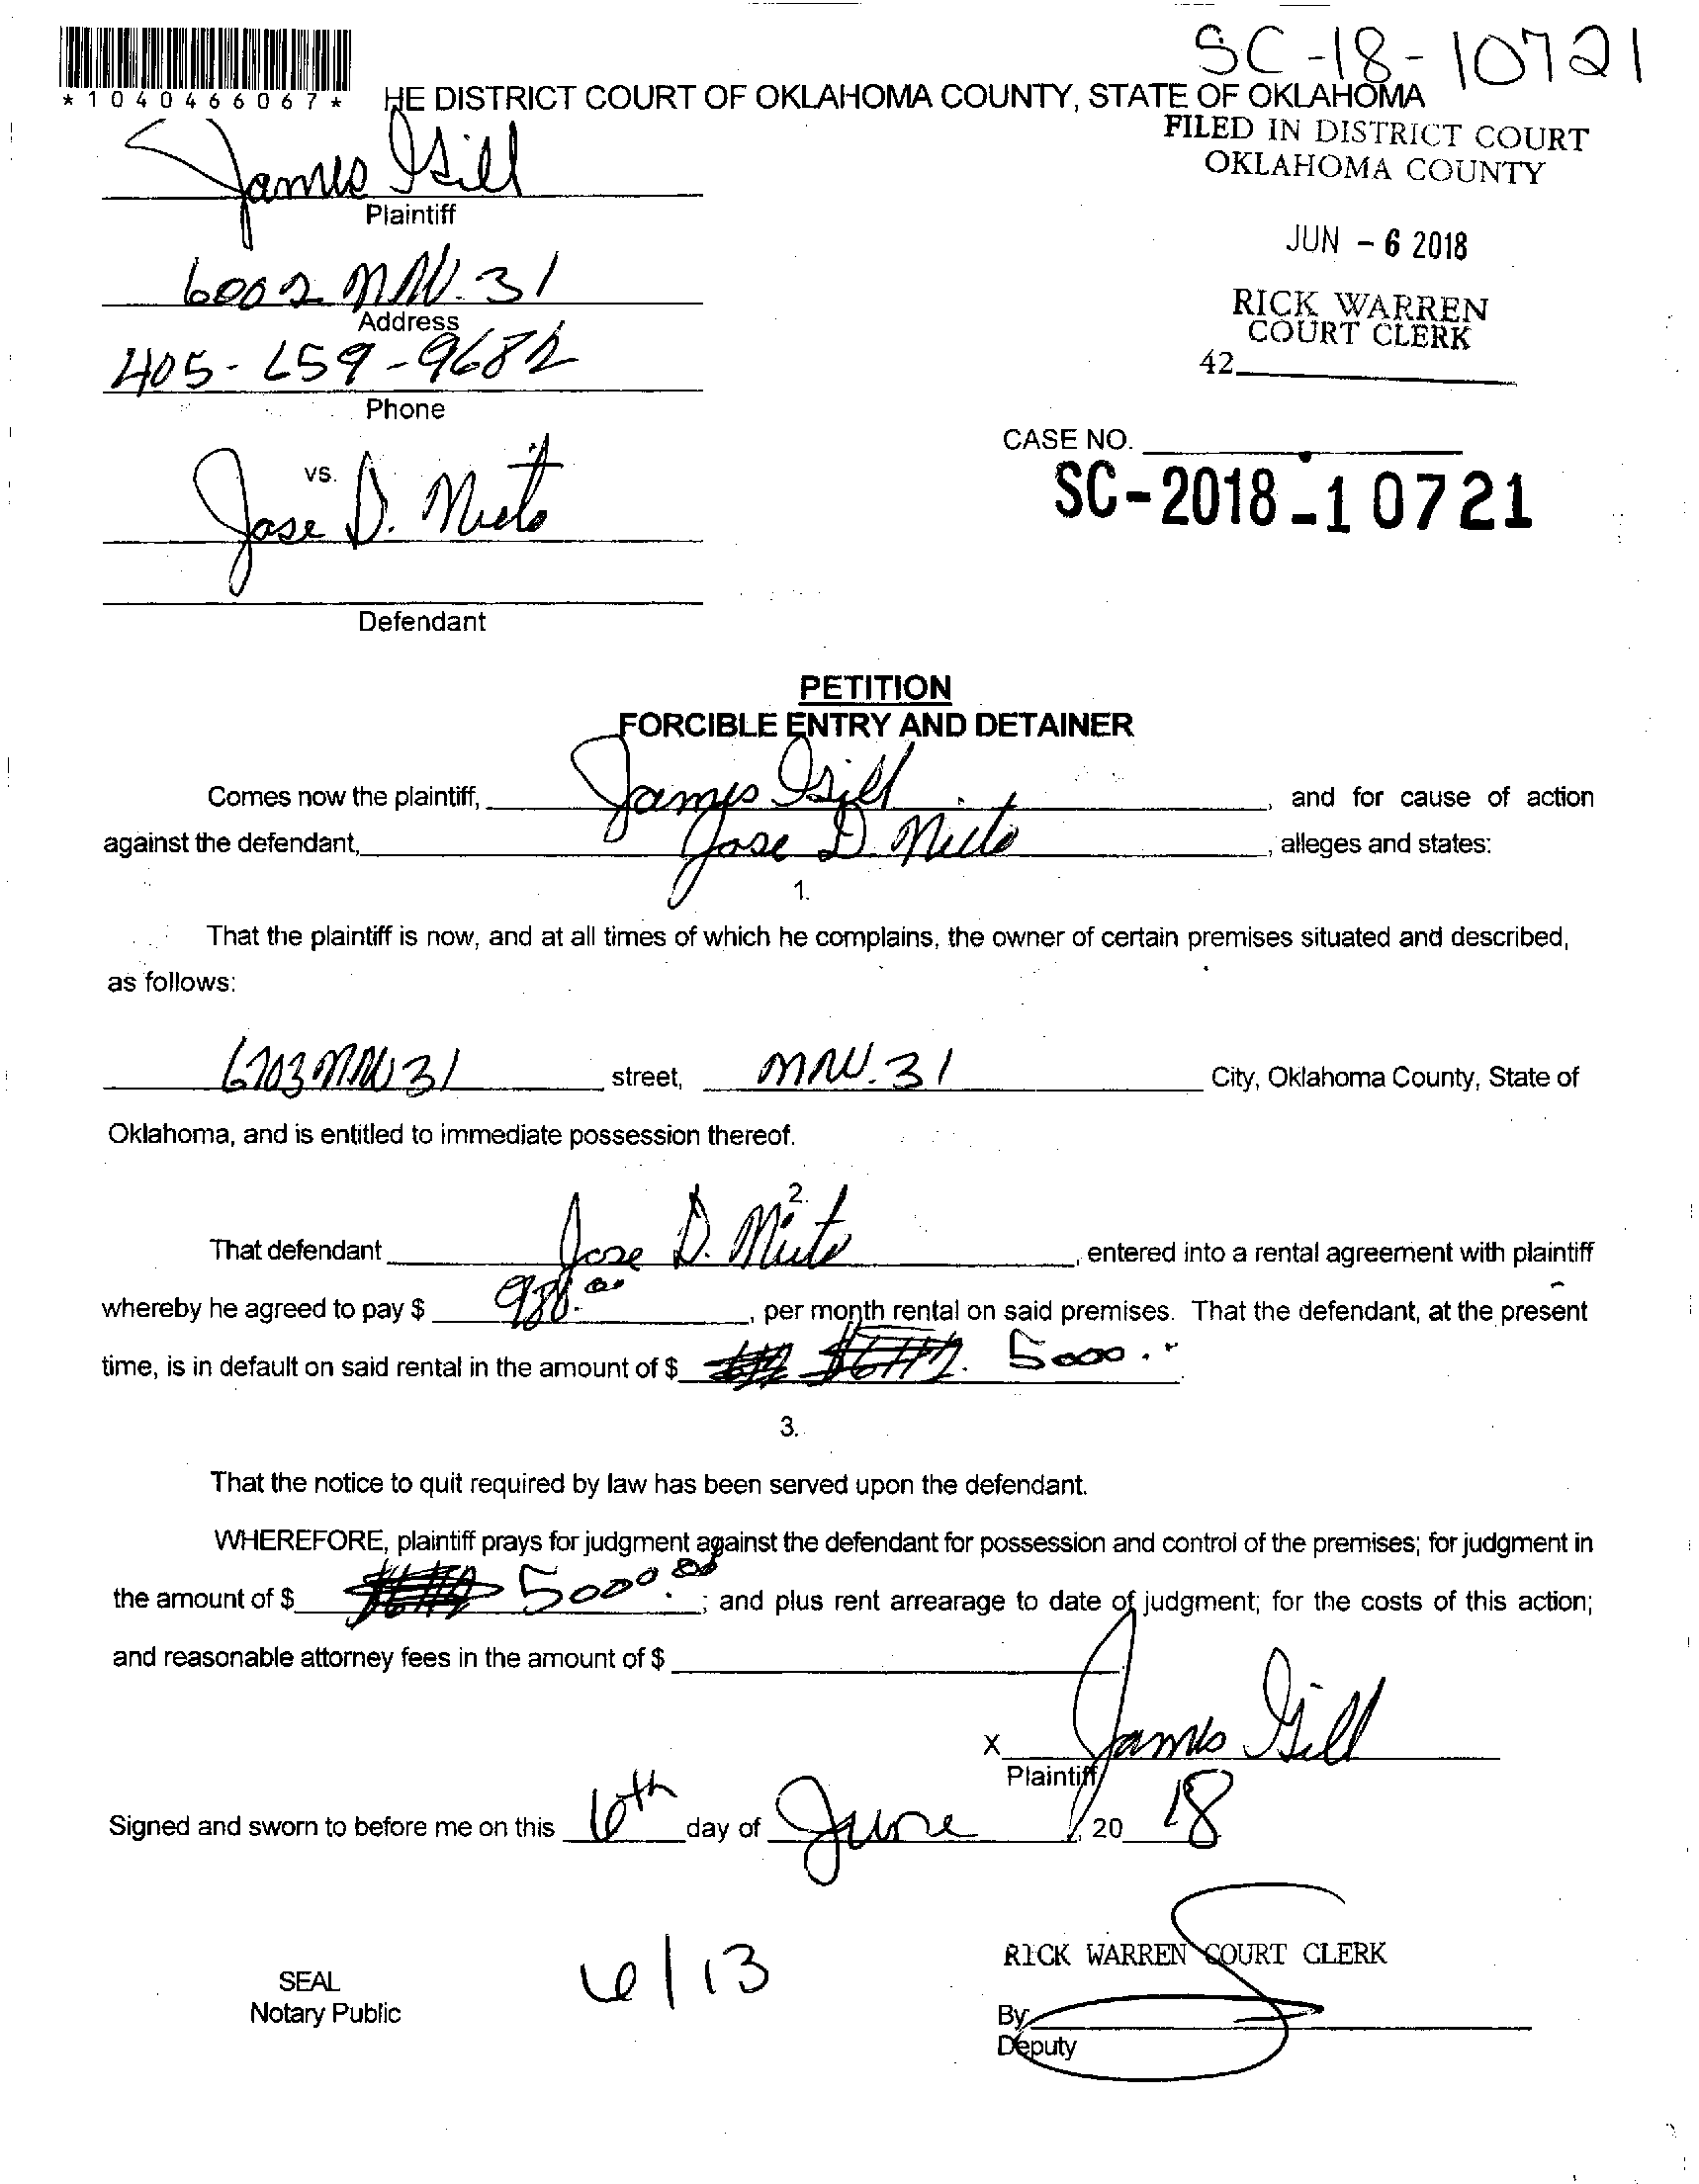 SC-18-10721
*1040466067*
HE DISTRICT COURT OF OKLAHOMA COUNTY, STATE OF OKLAHOMA
FILED IN DISTRICT COURT
OKLAHOMA COUNTY
James Gill
Plaintiff
JUN - 6 2018
6002 NW. 31
Address
RICK WARREN
COURT CLERK
42
405-659-9682
Phone
CASE NO.
SC-2018-10721
vs.
Jose D. Nieto
Defendant
PETITION
FORCIBLE ENTRY AND DETAINER
Comes now the plaintiff, James Gill, and for cause of action
against the defendant, Jose D. Nieto, alleges and states:
1.
That the plaintiff is now, and at all times of which he complains, the owner of certain premises situated and described,
as follows:
6703 NW 31 street, NW. 31 City, Oklahoma County, State of
Oklahoma, and is entitled to immediate possession thereof.
2.
That defendant Jose D. Nieto, entered into a rental agreement with plaintiff
whereby he agreed to pay $, per month rental on said premises. That the defendant, at the present
time, is in default on said rental in the amount of $ 5000.
3.
That the notice to quit required by law has been served upon the defendant.
WHEREFORE, plaintiff prays for judgment against the defendant for possession and control of the premises; for judgment in
the amount of $ 5000.00; and plus rent arrearage to date of judgment; for the costs of this action;
and reasonable attorney fees in the amount of $
X James Gill
Plaintiff
Signed and sworn to before me on this 6th day of June, 20 18
RICK WARREN COURT CLERK
SEAL
Notary Public
6/13
By
Deputy